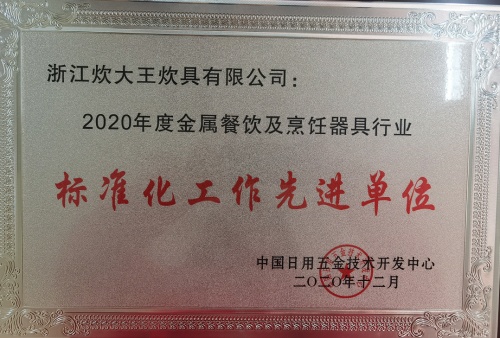 浙江炊大王炊具有限公司：
2020年度金属餐饮及烹饪器具行业
标准化工作先进单位
中国日用五金技术开发中心
二〇二〇年十二月